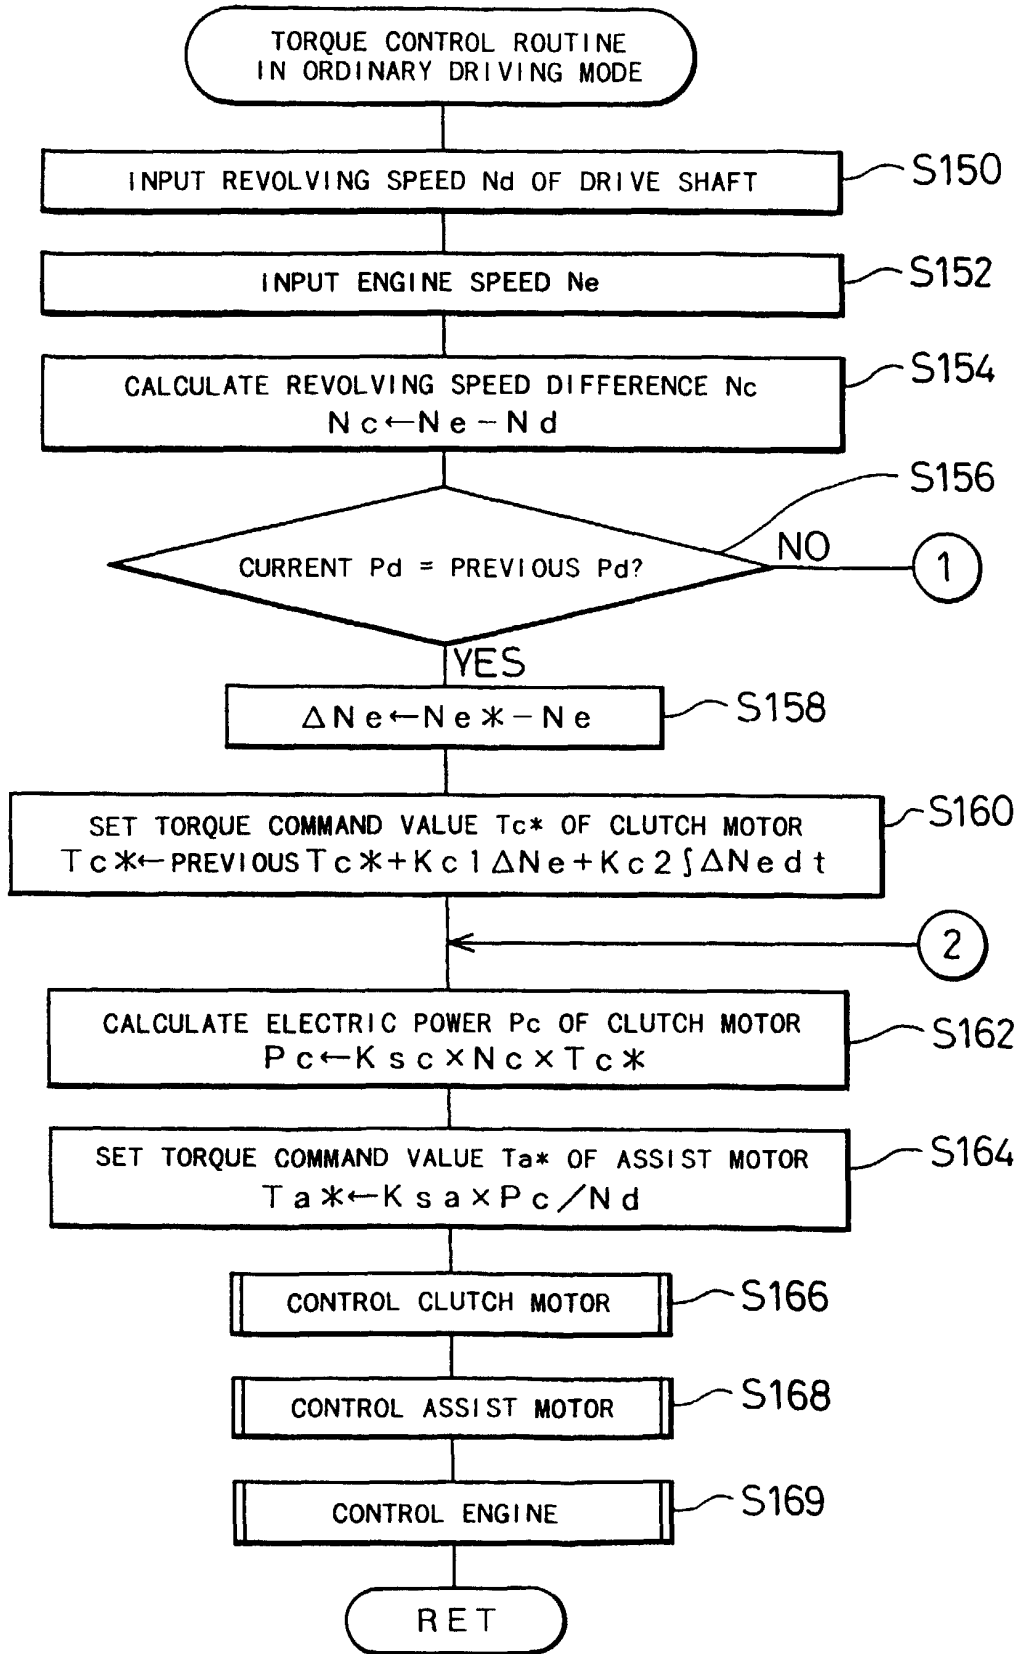 TORQUE CONTROL ROUTINE
IN ORDINARY DRIVING MODE
INPUT REVOLVING SPEED Nd OF DRIVE SHAFT
S150
INPUT ENGINE SPEED Ne
S152
CALCULATE REVOLVING SPEED DIFFERENCE Nc
Nc←Ne-Nd
S154
S156
CURRENT Pd = PREVIOUS Pd?
NO
1
YES
ΔNe←Ne*-Ne
S158
SET TORQUE COMMAND VALUE Tc* OF CLUTCH MOTOR
Tc*←PREVIOUS Tc*+Kc1ΔNe+Kc2∫ΔNedt
S160
2
CALCULATE ELECTRIC POWER Pc OF CLUTCH MOTOR
Pc←Ksc×Nc×Tc*
S162
SET TORQUE COMMAND VALUE Ta* OF ASSIST MOTOR
Ta*←Ksa×Pc/Nd
S164
CONTROL CLUTCH MOTOR
S166
CONTROL ASSIST MOTOR
S168
CONTROL ENGINE
S169
RET